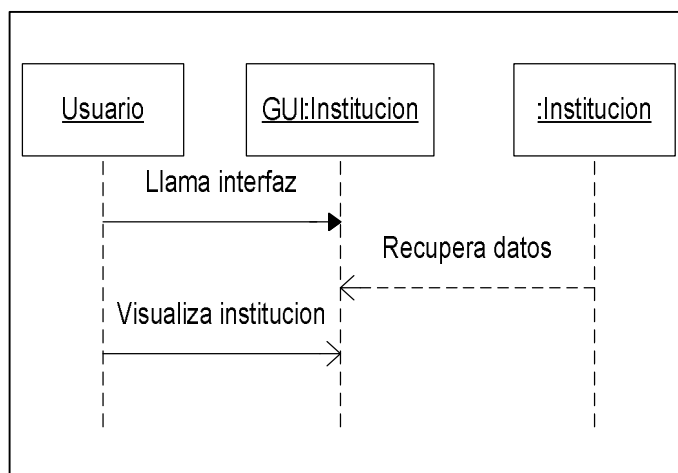 Usuario
GUI:Institucion
:Institucion
Llama interfaz
Recupera datos
Visualiza institucion